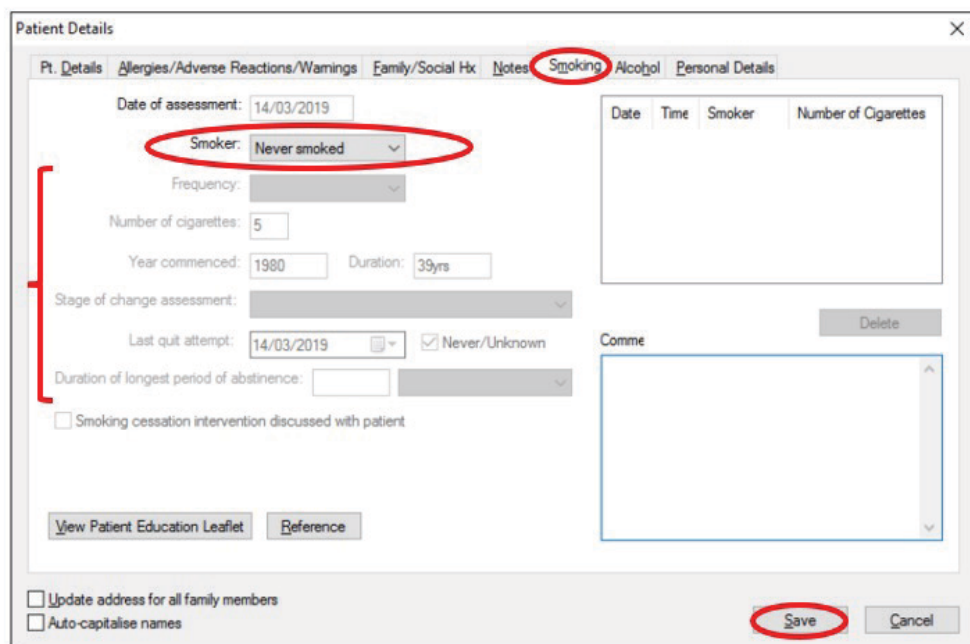 Patient Details
Pt. Details Allergies/Adverse Reactions/Warnings Family/Social Hx Notes Smoking Alcohol Personal Details
Date of assessment: 14/03/2019
Smoker: Never smoked
Frequency:
Number of cigarettes: 5
Year commenced: 1980 Duration: 39yrs
Stage of change assessment:
Last quit attempt: 14/03/2019 Never/Unknown
Duration of longest period of abstinence:
Smoking cessation intervention discussed with patient
View Patient Education Leaflet Reference
Date Time Smoker Number of Cigarettes
Delete
Comme
Update address for all family members
Auto-capitalise names
Save Cancel